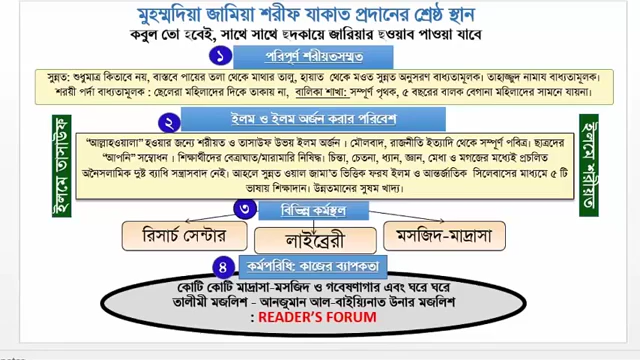 মুহম্মদিয়া জামিয়া শরীফ যাকাত প্রদানের শ্রেষ্ঠ স্থান
কবুল তো হবেই, সাথে সাথে ছদকায়ে জারিয়ার ছওয়াব পাওয়া যাবে
১ পরিপূর্ণ শরীয়তসম্মত
সুন্নত: শুধুমাত্র কিতাবে নয়, বাস্তবে পায়ের তলা থেকে মাথার তালু, হায়াত থেকে মওত সুন্নত অনুসরণ বাধ্যতামূলক। তাহাজ্জুদ নামায বাধ্যতামূলক।
শরয়ী পর্দা বাধ্যতামূলক : ছেলেরা মহিলাদের দিকে তাকায় না, বালিকা শাখা: সম্পূর্ণ পৃথক, ৫ বছরের বালক বেগানা মহিলাদের সামনে যায়না।
২ ইলম ও ইলম অর্জন করার পরিবেশ
"আল্লাহওয়ালা" হওয়ার জন্যে শরীয়ত ও তাসাউফ উভয় ইলম অর্জন । মৌলবাদ, রাজনীতি ইত্যাদি থেকে সম্পূর্ণ পবিত্র। ছাত্রদের
"আপনি" সম্বোধন । শিক্ষার্থীদের বেত্রাঘাত/মারামারি নিষিদ্ধ। চিন্তা, চেতনা, ধ্যান, জ্ঞান, মেধা ও মগজের মধ্যেই প্রচলিত
অনৈসলামিক দুষ্ট ব্যাধি সন্ত্রাসবাদ নেই। আহলে সুন্নত ওয়াল জামা'ত ভিত্তিক ফরয ইলম ও আন্তর্জাতিক সিলেবাসের মাধ্যমে ৫ টি
ভাষায় শিক্ষাদান। উন্নতমানের সুষম খাদ্য।
ইলমে তাসাউফ
ইলমে শরীয়াত
৩ বিভিন্ন কর্মস্থল
রিসার্চ সেন্টার
লাইব্রেরী
মসজিদ-মাদ্রাসা
৪ কর্মপরিধি: কাজের ব্যাপকতা
কোটি কোটি মাদ্রাসা-মসজিদ ও গবেষণাগার এবং ঘরে ঘরে
তালীমী মজলিশ - আনজুমান আল-বাইয়্যিনাত উনার মজলিশ
: READER'S FORUM